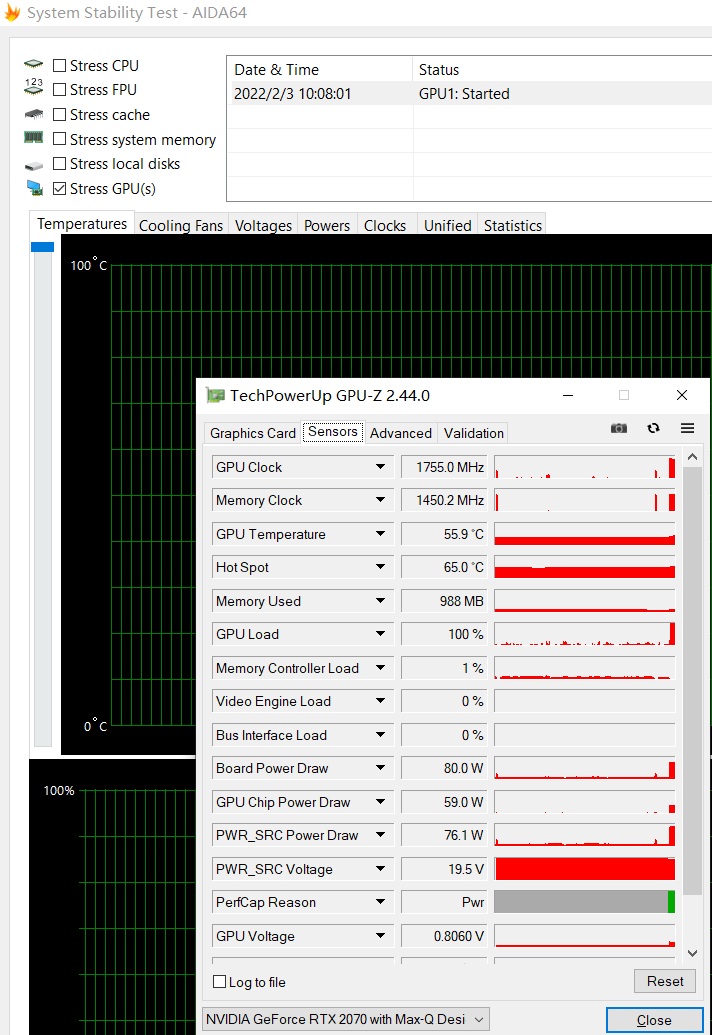 System Stability Test - AIDA64
Stress CPU
123
Stress FPU
Stress cache
Stress system memory
Stress local disks
Stress GPU(s)
Date & Time Status
2022/2/3 10:08:01 GPU1: Started
Temperatures Cooling Fans Voltages Powers Clocks Unified Statistics
100°C
0°C
100%
TechPowerUp GPU-Z 2.44.0
Graphics Card Sensors Advanced Validation
GPU Clock 1755.0 MHz
Memory Clock 1450.2 MHz
GPU Temperature 55.9 °C
Hot Spot 65.0 °C
Memory Used 988 MB
GPU Load 100 %
Memory Controller Load 1 %
Video Engine Load 0 %
Bus Interface Load 0 %
Board Power Draw 80.0 W
GPU Chip Power Draw 59.0 W
PWR_SRC Power Draw 76.1 W
PWR_SRC Voltage 19.5 V
PerfCap Reason Pwr
GPU Voltage 0.8060 V
Log to file Reset
NVIDIA GeForce RTX 2070 with Max-Q Desi Close